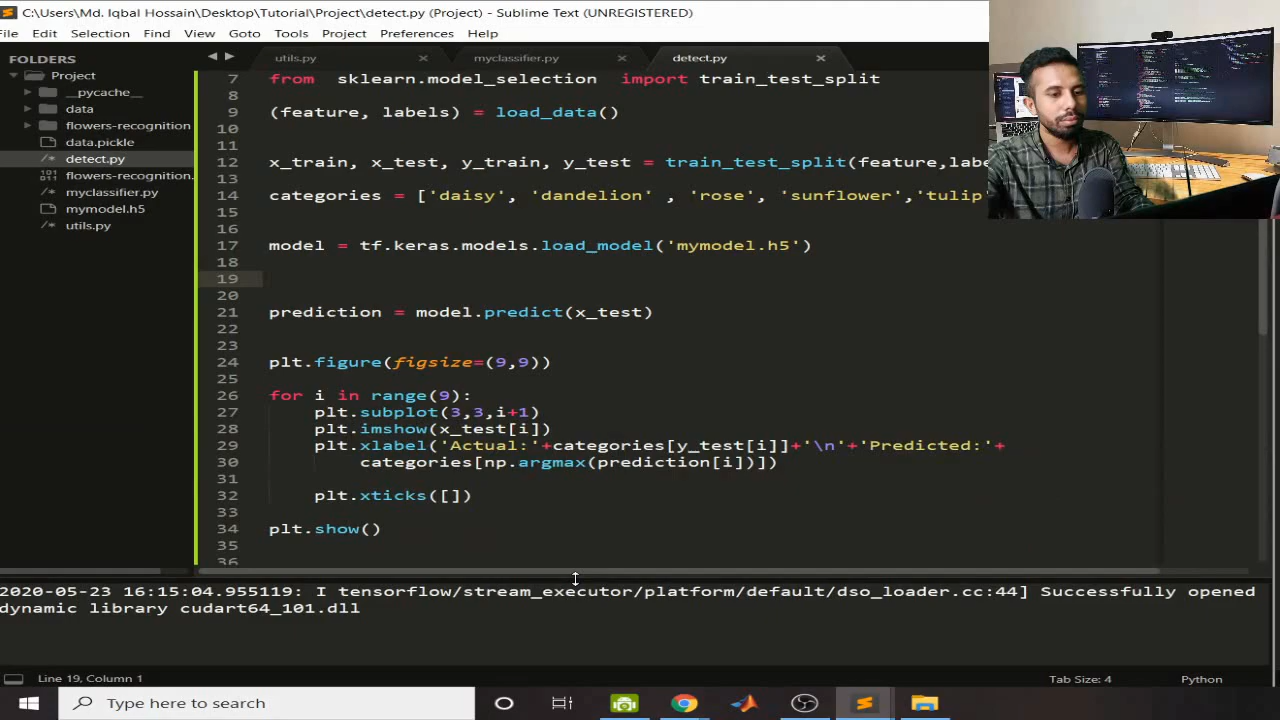 C:\Users\Md. Iqbal Hossain\Desktop\Tutorial\Project\detect.py (Project) - Sublime Text (UNREGISTERED)
File Edit Selection Find View Goto Tools Project Preferences Help
FOLDERS
Project
__pycache__
data
flowers-recognition
data.pickle
detect.py
flowers-recognition.
myclassifier.py
mymodel.h5
utils.py
utils.py myclassifier.py detect.py
7 from sklearn.model_selection import train_test_split
8
9 (feature, labels) = load_data()
10
11
12 x_train, x_test, y_train, y_test = train_test_split(feature,labe
13
14 categories = ['daisy', 'dandelion' , 'rose', 'sunflower','tulip
15
16
17 model = tf.keras.models.load_model('mymodel.h5')
18
19
20
21 prediction = model.predict(x_test)
22
23
24 plt.figure(figsize=(9,9))
25
26 for i in range(9):
27 plt.subplot(3,3,i+1)
28 plt.imshow(x_test[i])
29 plt.xlabel('Actual:'+categories[y_test[i]]+'\n'+'Predicted:'+
30 categories[np.argmax(prediction[i])])
31
32 plt.xticks([])
33
34 plt.show()
35
36
2020-05-23 16:15:04.955119: I tensorflow/stream_executor/platform/default/dso_loader.cc:44] Successfully opened
dynamic library cudart64_101.dll
Line 19, Column 1 Tab Size: 4 Python
Type here to search